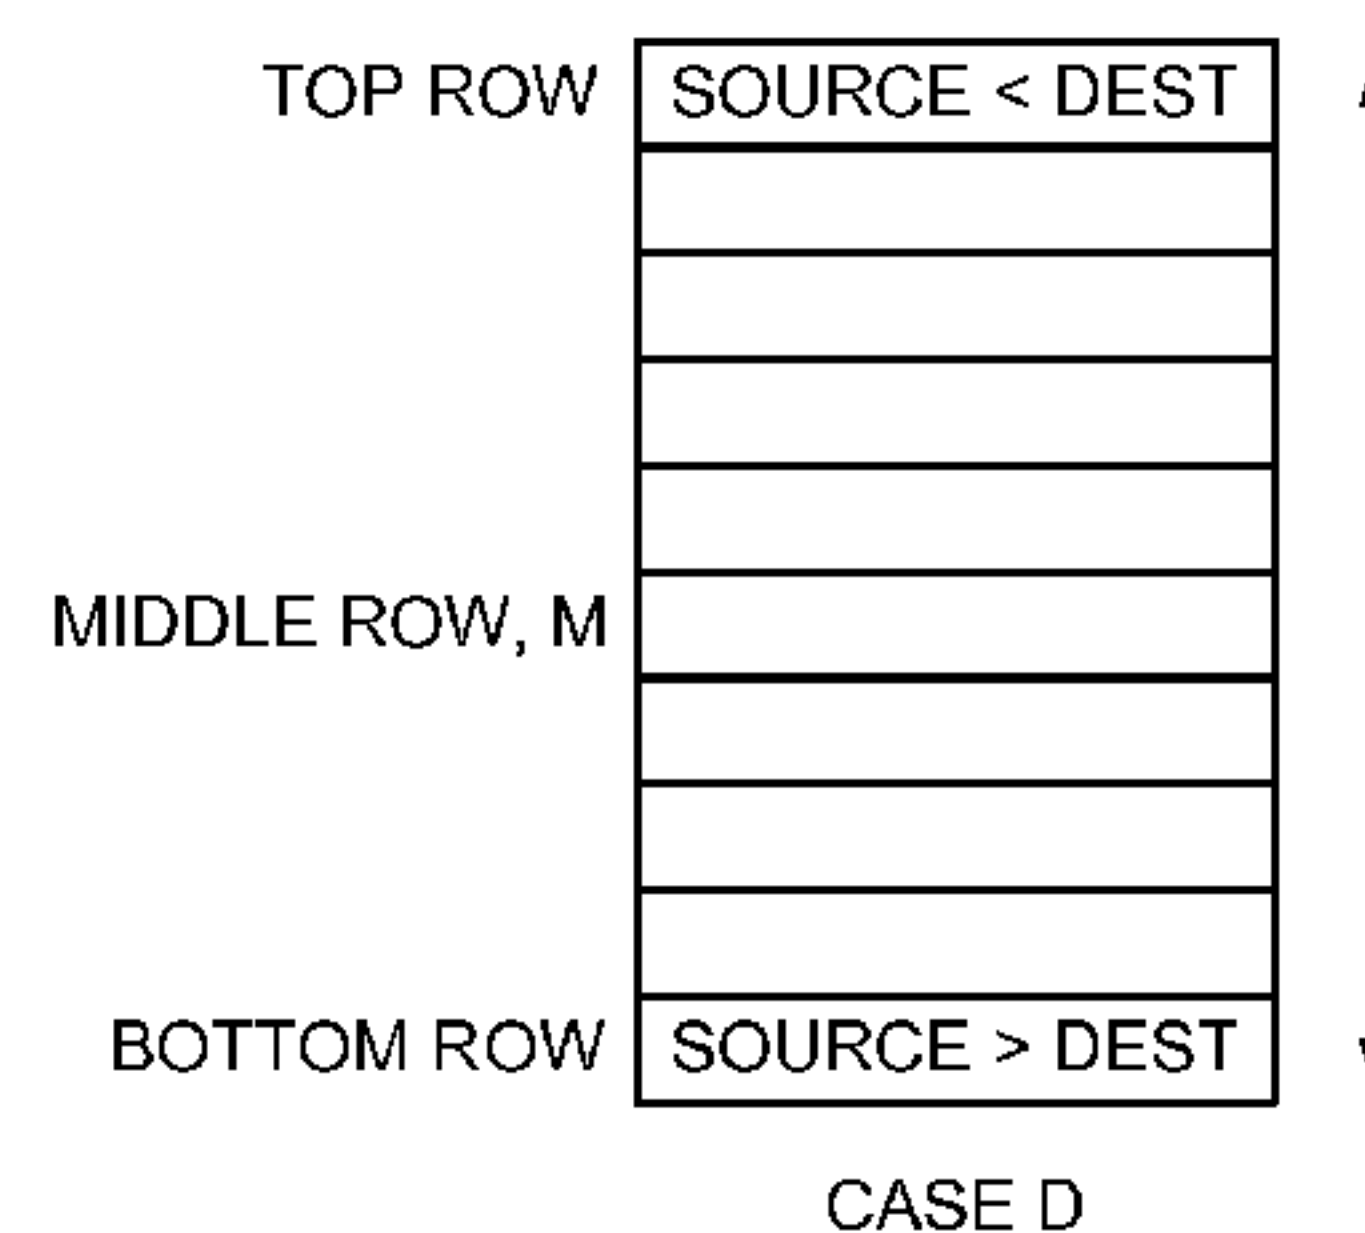 TOP ROW SOURCE < DEST
MIDDLE ROW, M
BOTTOM ROW SOURCE > DEST
CASE D